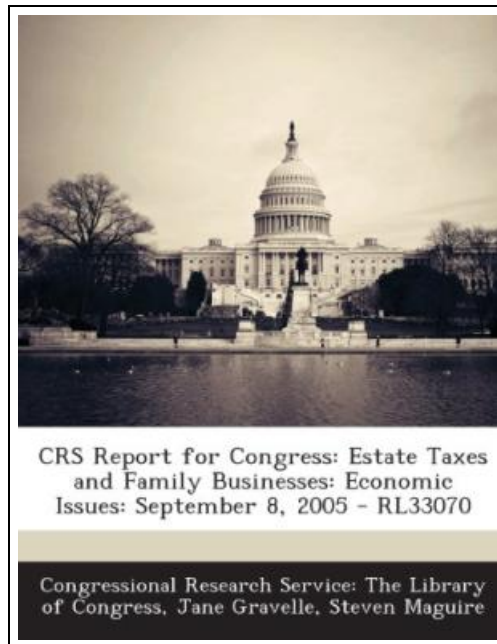 CRS Report for Congress: Estate Taxes
and Family Businesses: Economic
Issues: September 8, 2005 - RL33070
Congressional Research Service: The Library
of Congress, Jane Gravelle, Steven Maguire